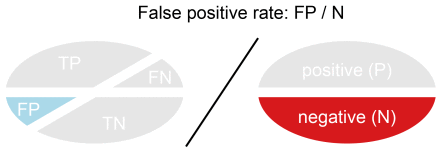 False positive rate: FP / N
TP
FN
FP
TN
positive (P)
negative (N)